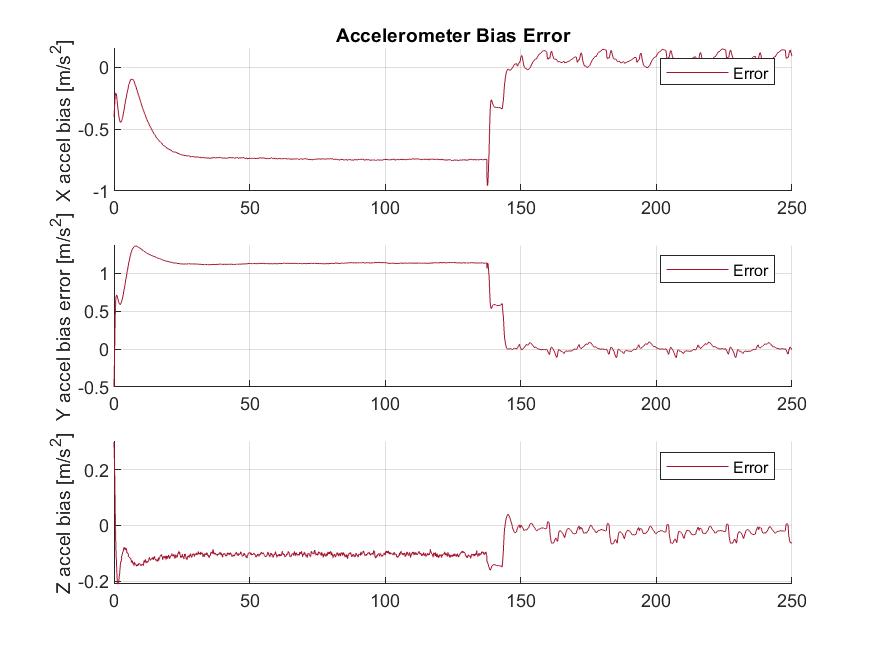 Accelerometer Bias Error
X accel bias [m/s2]
0
-0.5
-1
Error
0 50 100 150 200 250
Y accel bias error [m/s2]
1
0.5
0
-0.5
Error
0 50 100 150 200 250
Z accel bias [m/s2]
0.2
0
-0.2
Error
0 50 100 150 200 250